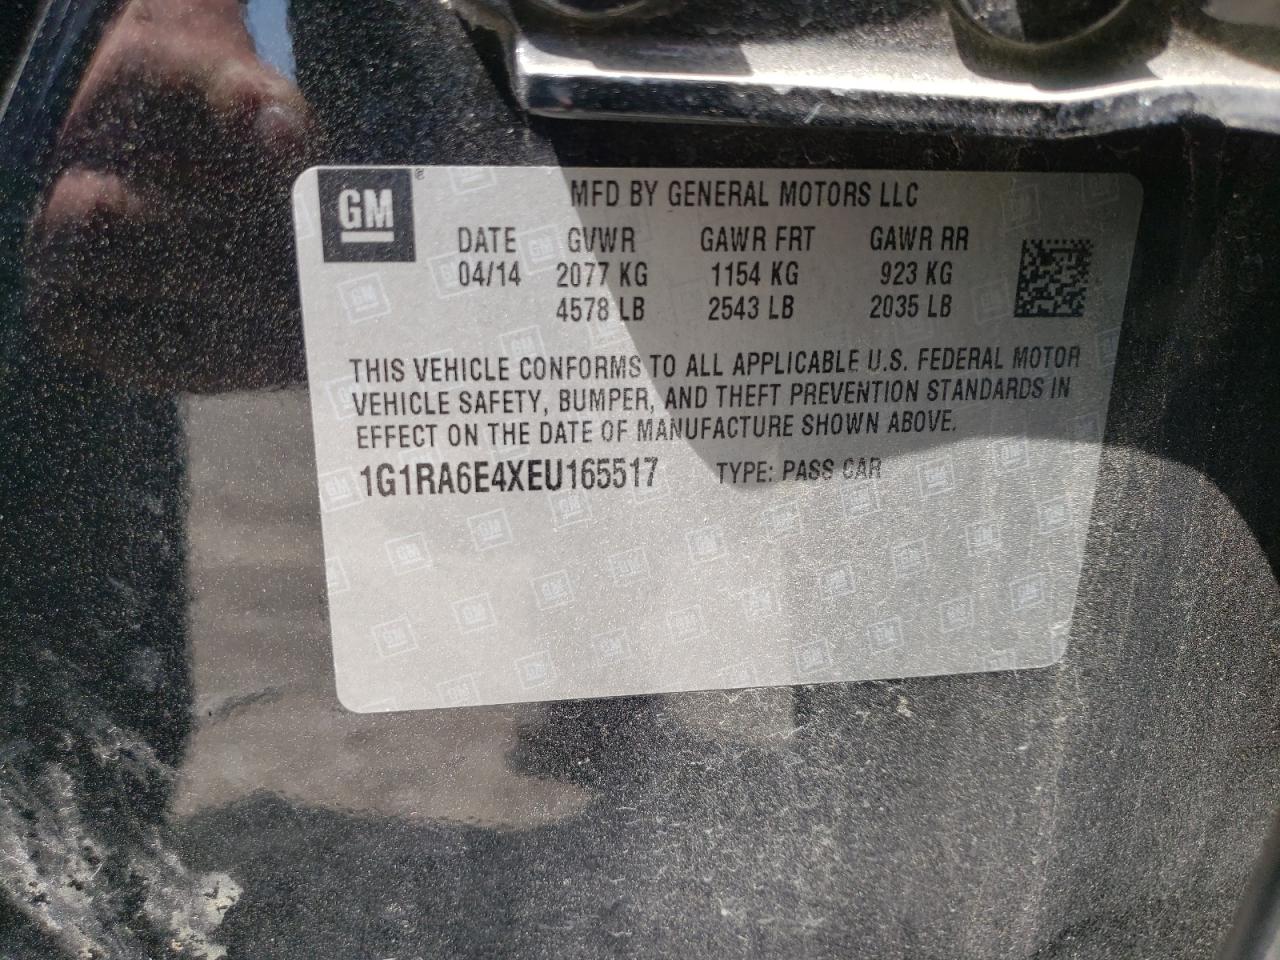 GM ® MFD BY GENERAL MOTORS LLC
DATE GVWR GAWR FRT GAWR RR
04/14 2077 KG 1154 KG 923 KG
4578 LB 2543 LB 2035 LB
THIS VEHICLE CONFORMS TO ALL APPLICABLE U.S. FEDERAL MOTOR
VEHICLE SAFETY, BUMPER, AND THEFT PREVENTION STANDARDS IN
EFFECT ON THE DATE OF MANUFACTURE SHOWN ABOVE.
1G1RA6E4XEU165517 TYPE: PASS CAR